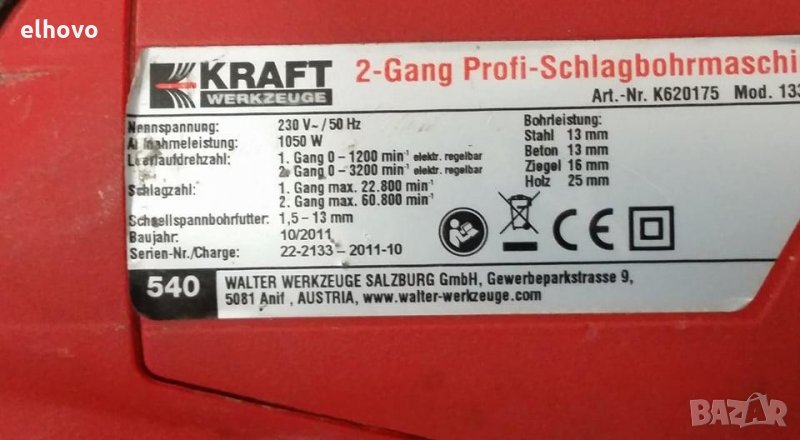 elhovo
KRAFT
WERKZEUGE
2-Gang Profi-Schlagbohrmaschi
Art.-Nr. K620175 Mod. 133
Nennspannung: 230 V~ / 50 Hz
nahmeleistung: 1050 W
Leerlaufdrehzahl: 1. Gang 0 – 1200 min⁻¹ elektr. regelbar
2. Gang 0 – 3200 min⁻¹ elektr. regelbar
Schlagzahl: 1. Gang max. 22.800 min⁻¹
2. Gang max. 60.800 min⁻¹
Schnellspannbohrfutter: 1,5 – 13 mm
Baujahr: 10/2011
Serien-Nr./Charge: 22-2133 – 2011-10
Bohrleistung:
Stahl 13 mm
Beton 13 mm
Ziegel 16 mm
Holz 25 mm
CE
540
WALTER WERKZEUGE SALZBURG GmbH, Gewerbeparkstrasse 9,
5081 Anif , AUSTRIA, www.walter-werkzeuge.com
BAZAR